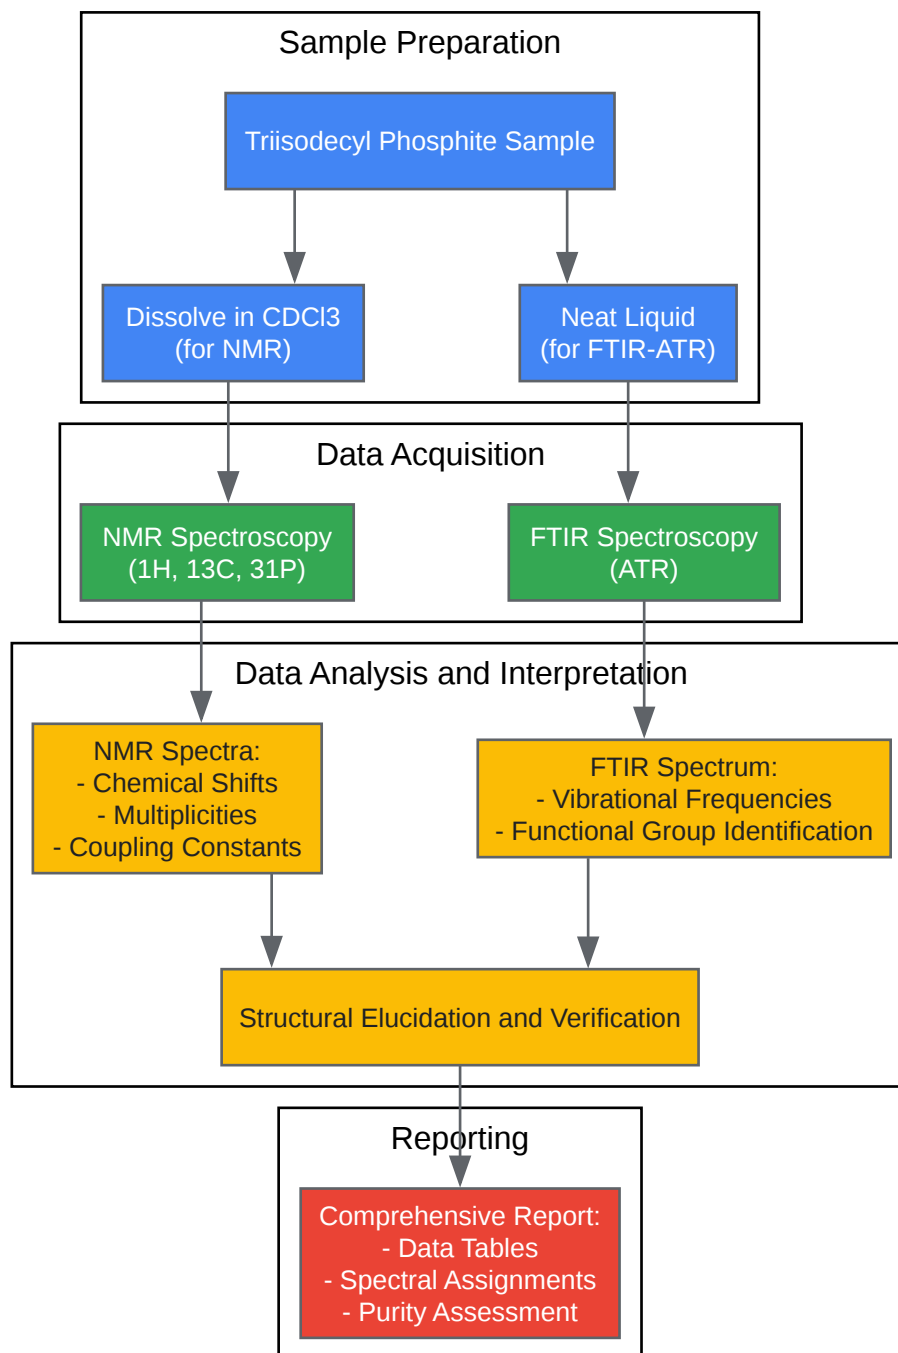 Sample Preparation
Triisodecyl Phosphite Sample
Dissolve in CDCl3
(for NMR)
Neat Liquid
(for FTIR-ATR)
Data Acquisition
NMR Spectroscopy
(1H, 13C, 31P)
FTIR Spectroscopy
(ATR)
Data Analysis and Interpretation
NMR Spectra:
- Chemical Shifts
- Multiplicities
- Coupling Constants
FTIR Spectrum:
- Vibrational Frequencies
- Functional Group Identification
Structural Elucidation and Verification
Reporting
Comprehensive Report:
- Data Tables
- Spectral Assignments
- Purity Assessment